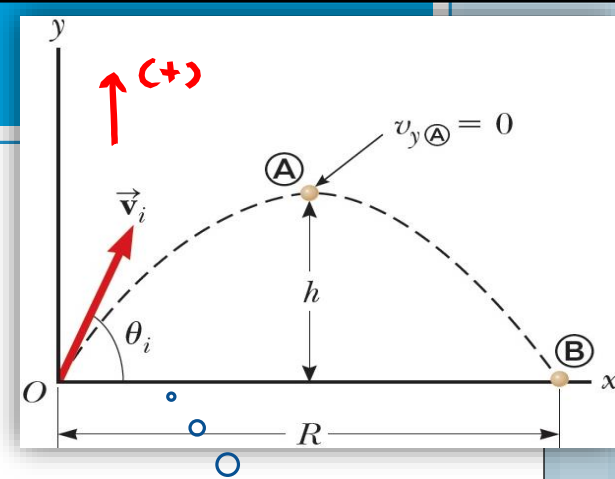 y
(+)
v_yⒶ = 0
Ⓐ
v⃗_i
h
θ_i
Ⓑ
O
x
R